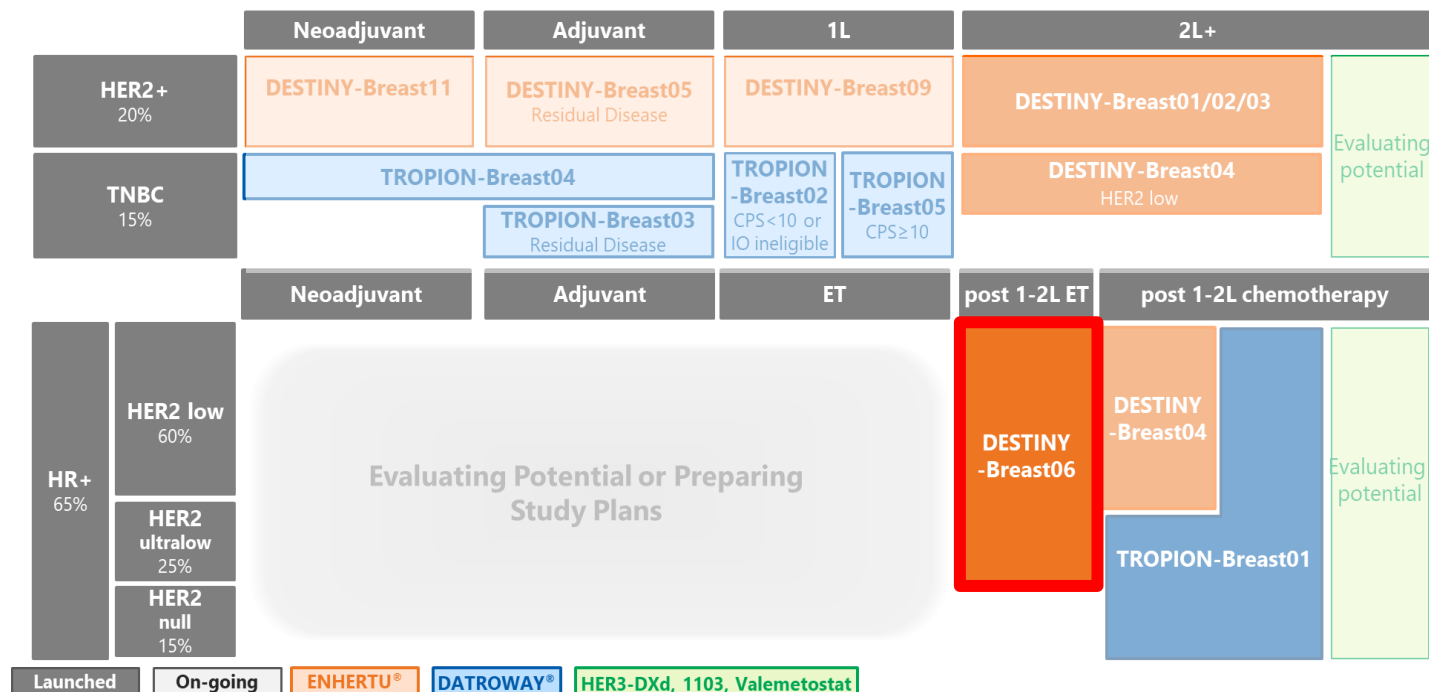 Neoadjuvant Adjuvant 1L 2L+
HER2+
20%
DESTINY-Breast11
DESTINY-Breast05
Residual Disease
DESTINY-Breast09
DESTINY-Breast01/02/03
Evaluating
potential
TNBC
15%
TROPION-Breast04
TROPION-Breast03
Residual Disease
TROPION
-Breast02
CPS<10 or
IO ineligible
TROPION
-Breast05
CPS≥10
DESTINY-Breast04
HER2 low
Neoadjuvant Adjuvant ET post 1-2L ET post 1-2L chemotherapy
HR+
65%
HER2 low
60%
HER2
ultralow
25%
HER2
null
15%
Evaluating Potential or Preparing
Study Plans
DESTINY
-Breast06
DESTINY
-Breast04
TROPION-Breast01
Evaluating
potential
Launched On-going ENHERTU® DATROWAY® HER3-DXd, 1103, Valemetostat